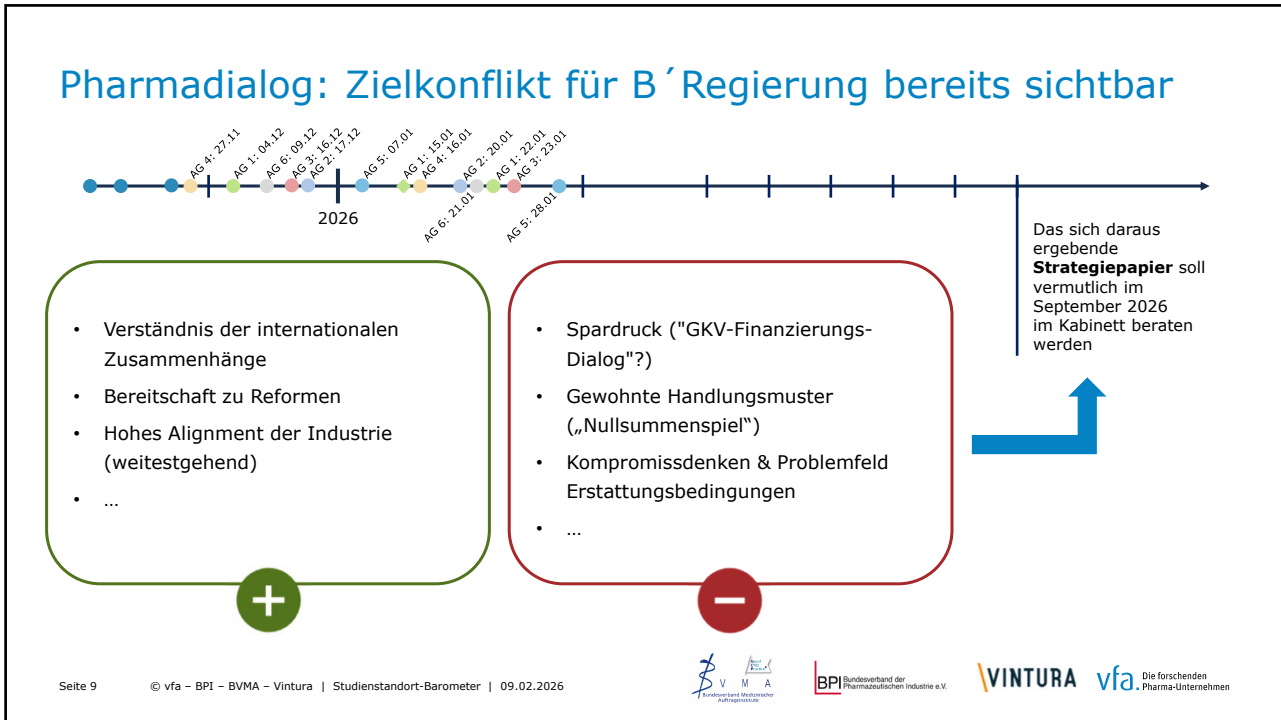 Pharmadialog: Zielkonflikt für B´Regierung bereits sichtbar
AG 4: 27.11
AG 1: 04.12
AG 6: 09.12
AG 3: 16.12
AG 2: 17.12
AG 5: 07.01
AG 1: 15.01
AG 4: 16.01
AG 2: 20.01
AG 1: 22.01
AG 3: 23.01
2026
AG 6: 21.01
AG 5: 28.01
Das sich daraus
ergebende
Strategiepapier soll
vermutlich im
September 2026
im Kabinett beraten
werden
• Verständnis der internationalen
Zusammenhänge
• Bereitschaft zu Reformen
• Hohes Alignment der Industrie
(weitestgehend)
• …
• Spardruck ("GKV-Finanzierungs-
Dialog"?)
• Gewohnte Handlungsmuster
(„Nullsummenspiel“)
• Kompromissdenken & Problemfeld
Erstattungsbedingungen
• …
Seite 9 © vfa – BPI – BVMA – Vintura | Studienstandort-Barometer | 09.02.2026
V M A
Bundesverband Medizinischer
Auftragsinstitute
BPI Bundesverband der
Pharmazeutischen Industrie e.V.
VINTURA
vfa. Die forschenden
Pharma-Unternehmen